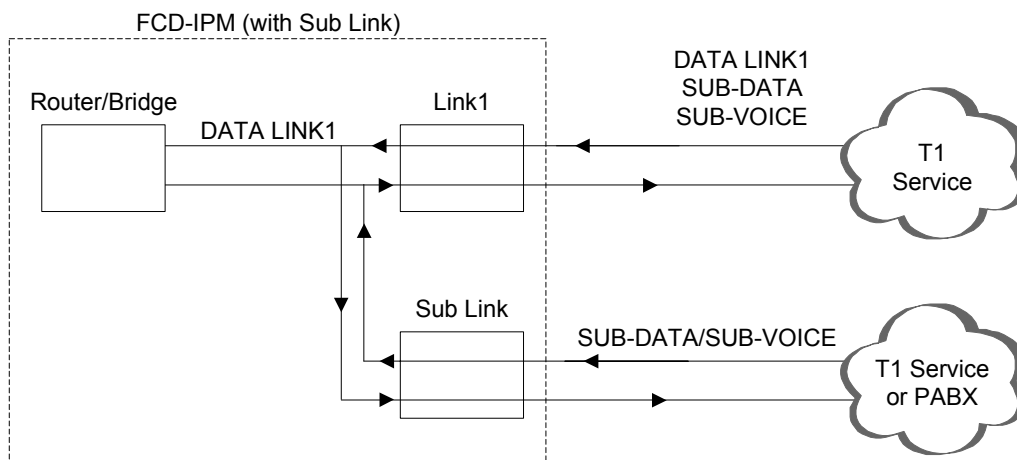 FCD-IPM (with Sub Link)
DATA LINK1
SUB-DATA
SUB-VOICE
Router/Bridge
Link1
DATA LINK1
T1
Service
Sub Link
SUB-DATA/SUB-VOICE
T1 Service
or PABX